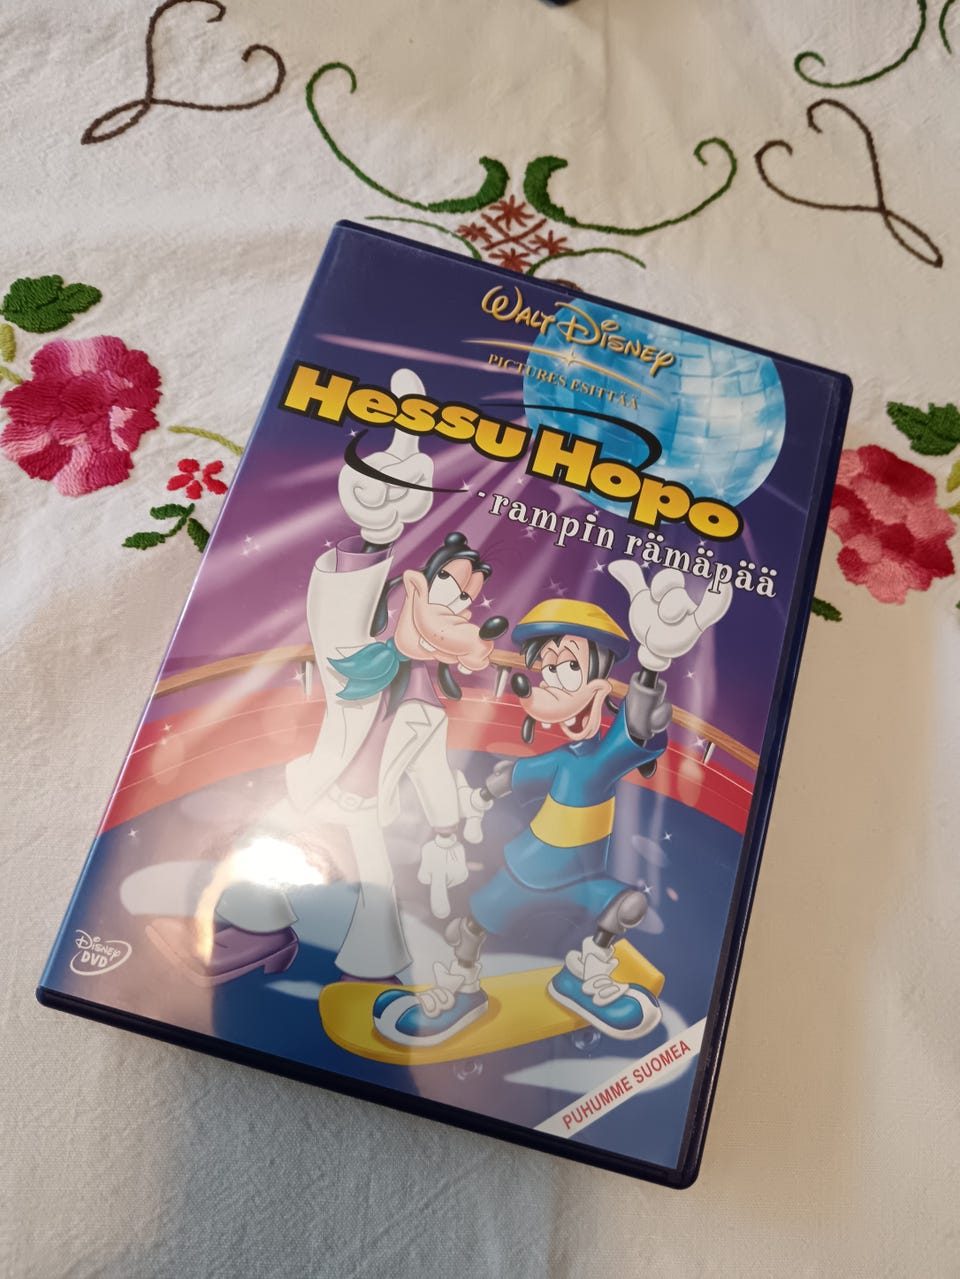 WALT DISNEY
PICTURES ESITTÄÄ
HESSU HOPO
- rampin rämäpää
DISNEY
DVD
PUHUMME SUOMEA